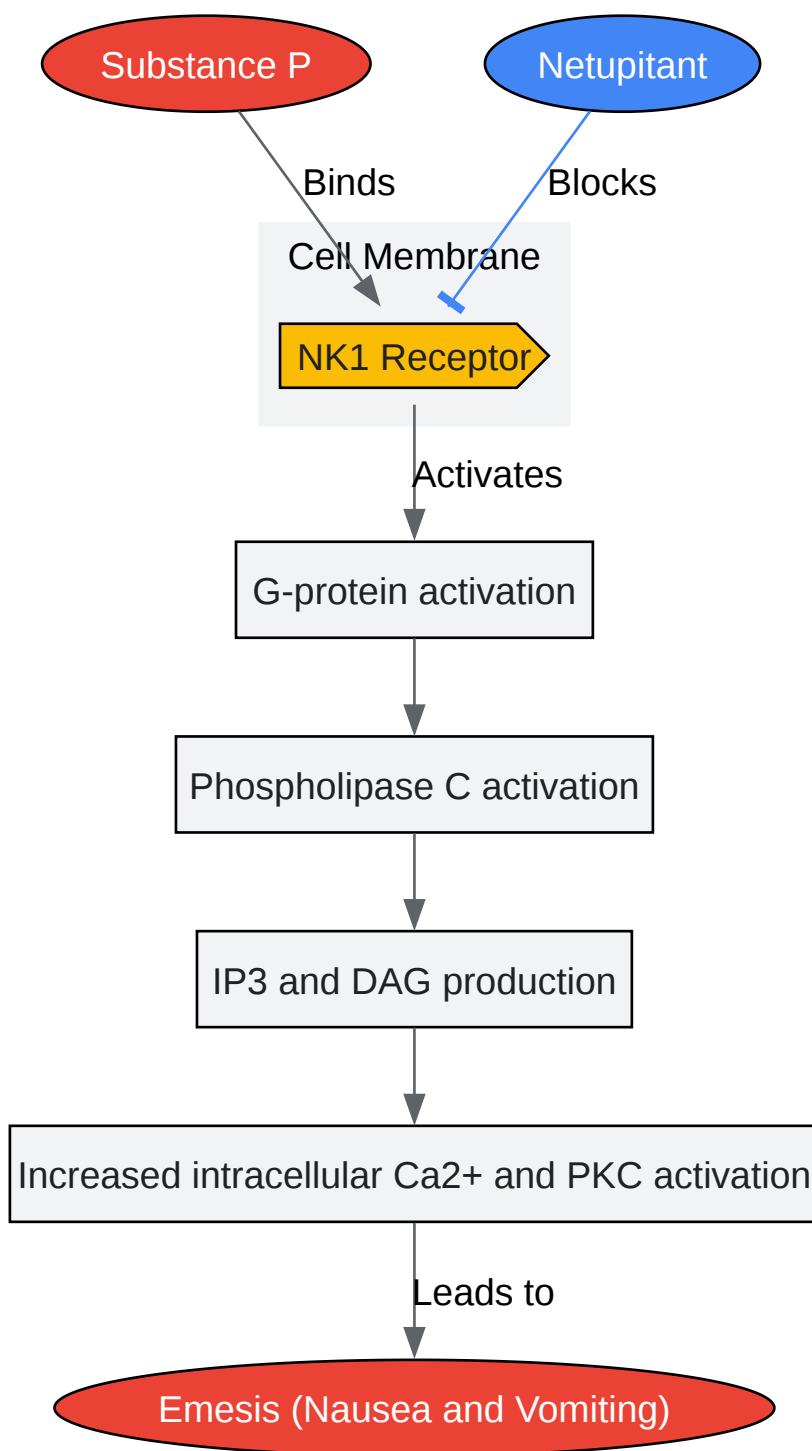 Substance P
Netupitant
Binds
Blocks
Cell Membrane
NK1 Receptor
Activates
G-protein activation
Phospholipase C activation
IP3 and DAG production
Increased intracellular Ca2+ and PKC activation
Leads to
Emesis (Nausea and Vomiting)